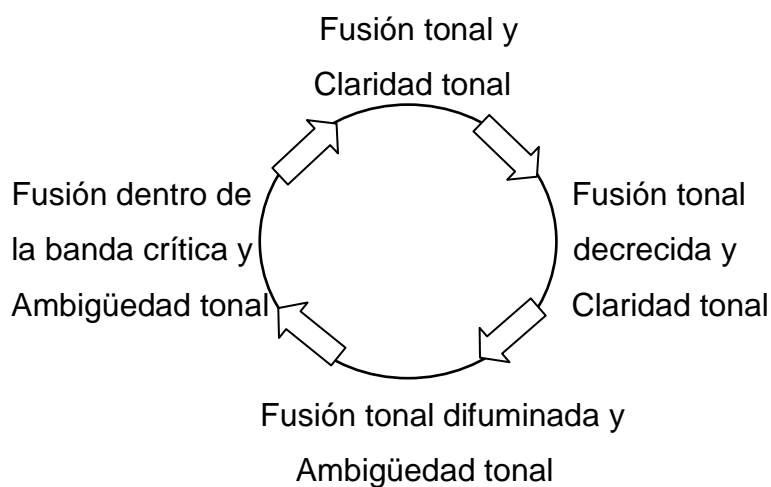 Fusión tonal y
Claridad tonal
Fusión tonal
decrecida y
Claridad tonal
Fusión tonal difuminada y
Ambigüedad tonal
Fusión dentro de
la banda crítica y
Ambigüedad tonal